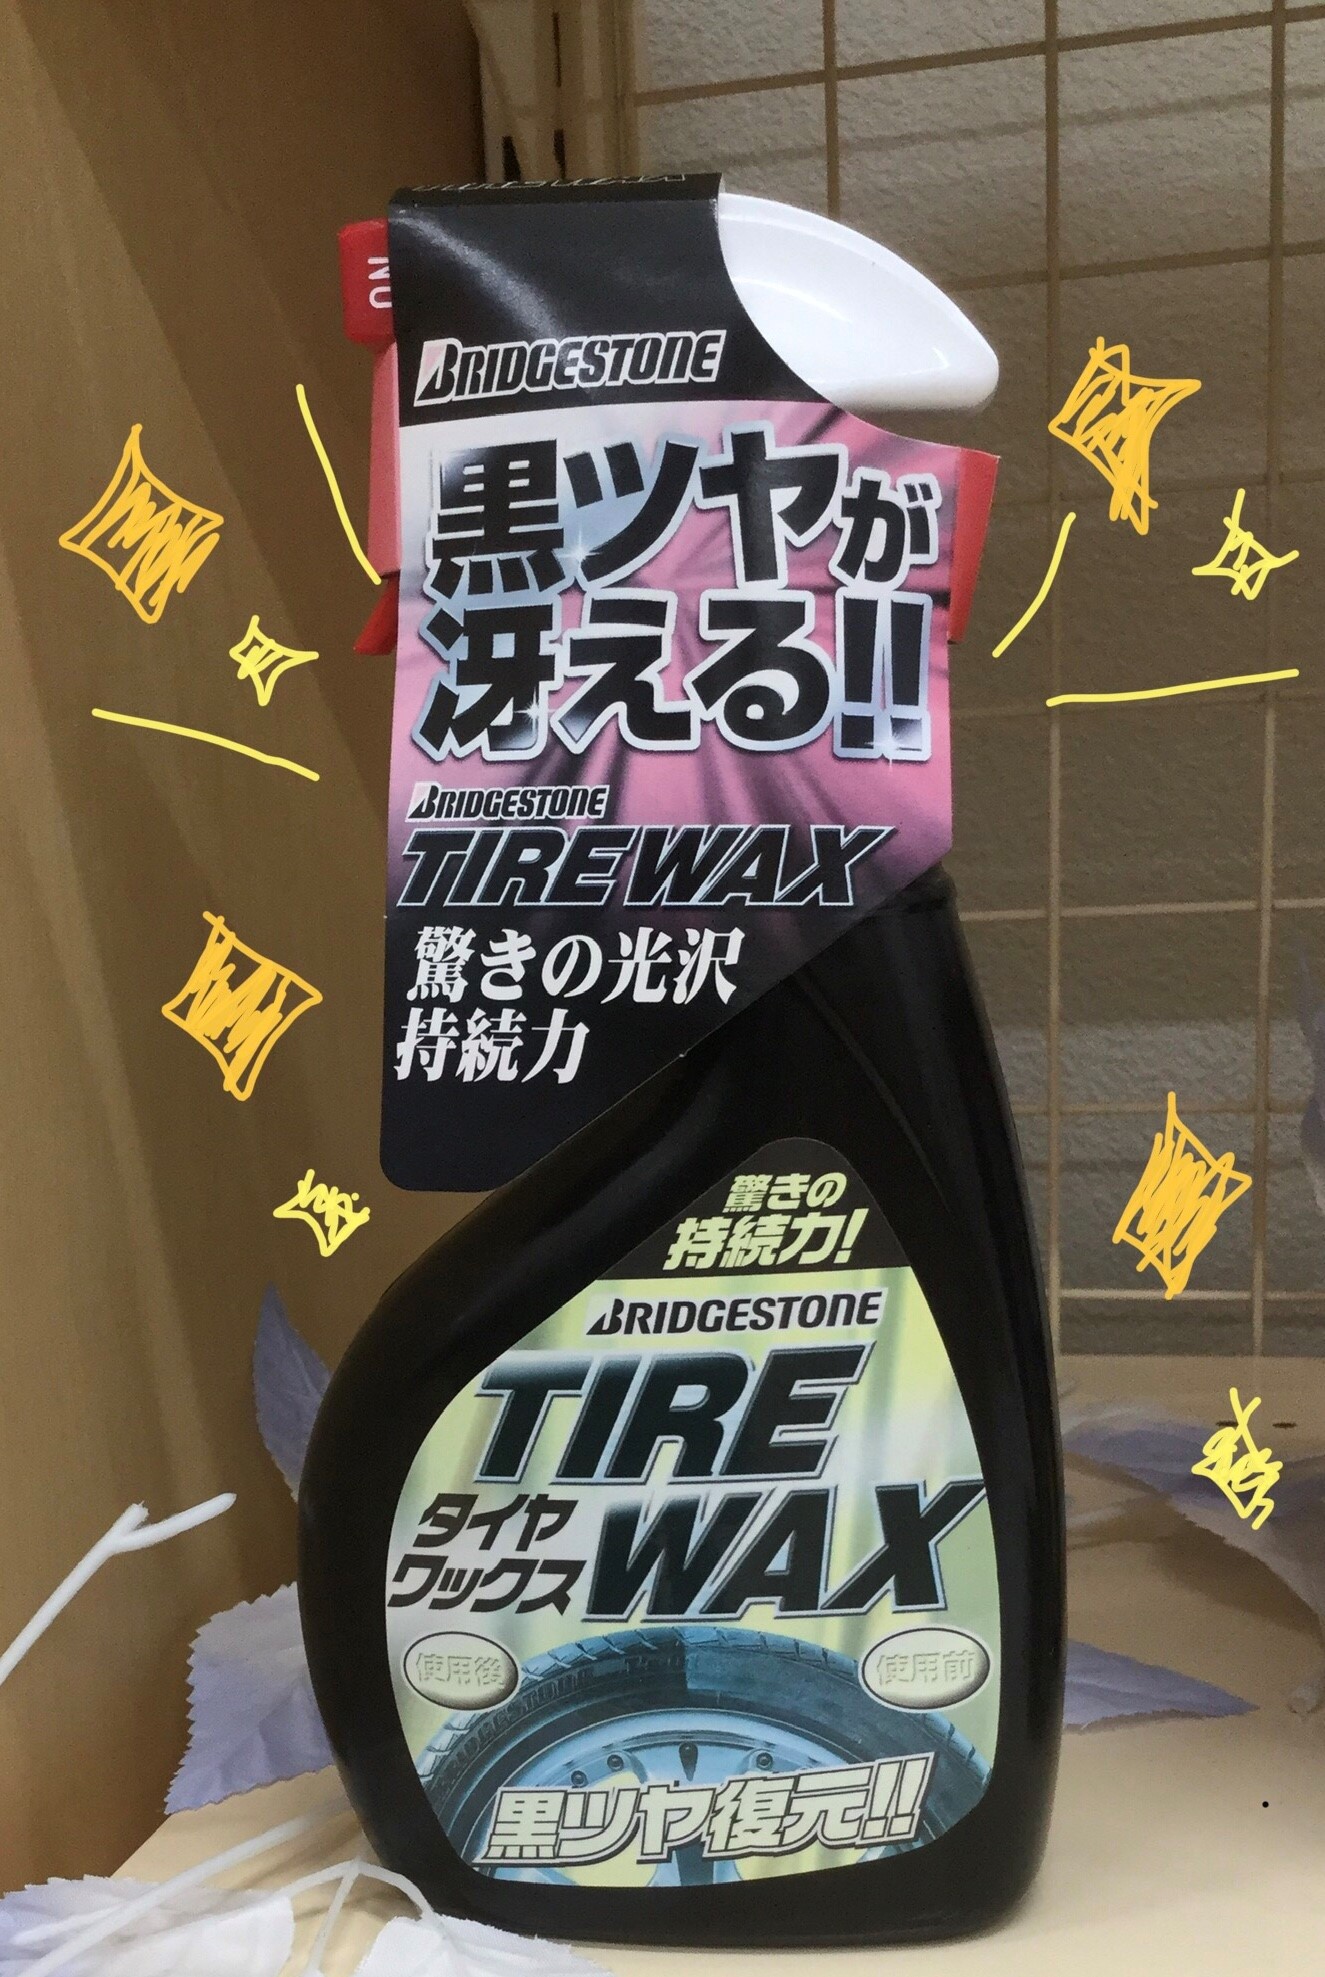 NO
BRIDGESTONE
黒ツヤが
冴える!!
BRIDGESTONE
TIRE WAX
驚きの光沢
持続力
驚きの
持続力!
BRIDGESTONE
TIRE
タイヤ
ワックス
WAX
使用後
使用前
黒ツヤ復元!!